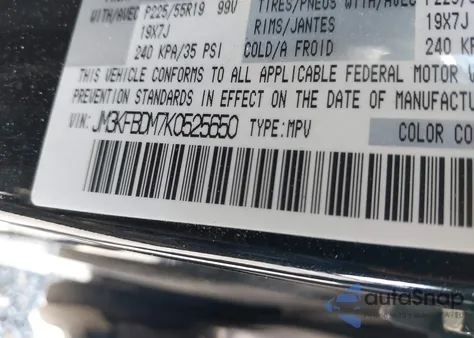 WITH/AVEC P225/55R19 99V TIRES/PNEUS WITH/AVEC
19X7J RIMS/JANTES 19X7J
240 KPA/35 PSI COLD/A FROID 240 KP
THIS VEHICLE CONFORMS TO ALL APPLICABLE FEDERAL MOTOR
PREVENTION STANDARDS IN EFFECT ON THE DATE OF MANUFACTUR
VIN: JM3KFBDM7K0525650 TYPE:MPV COLOR CO
autoSnap